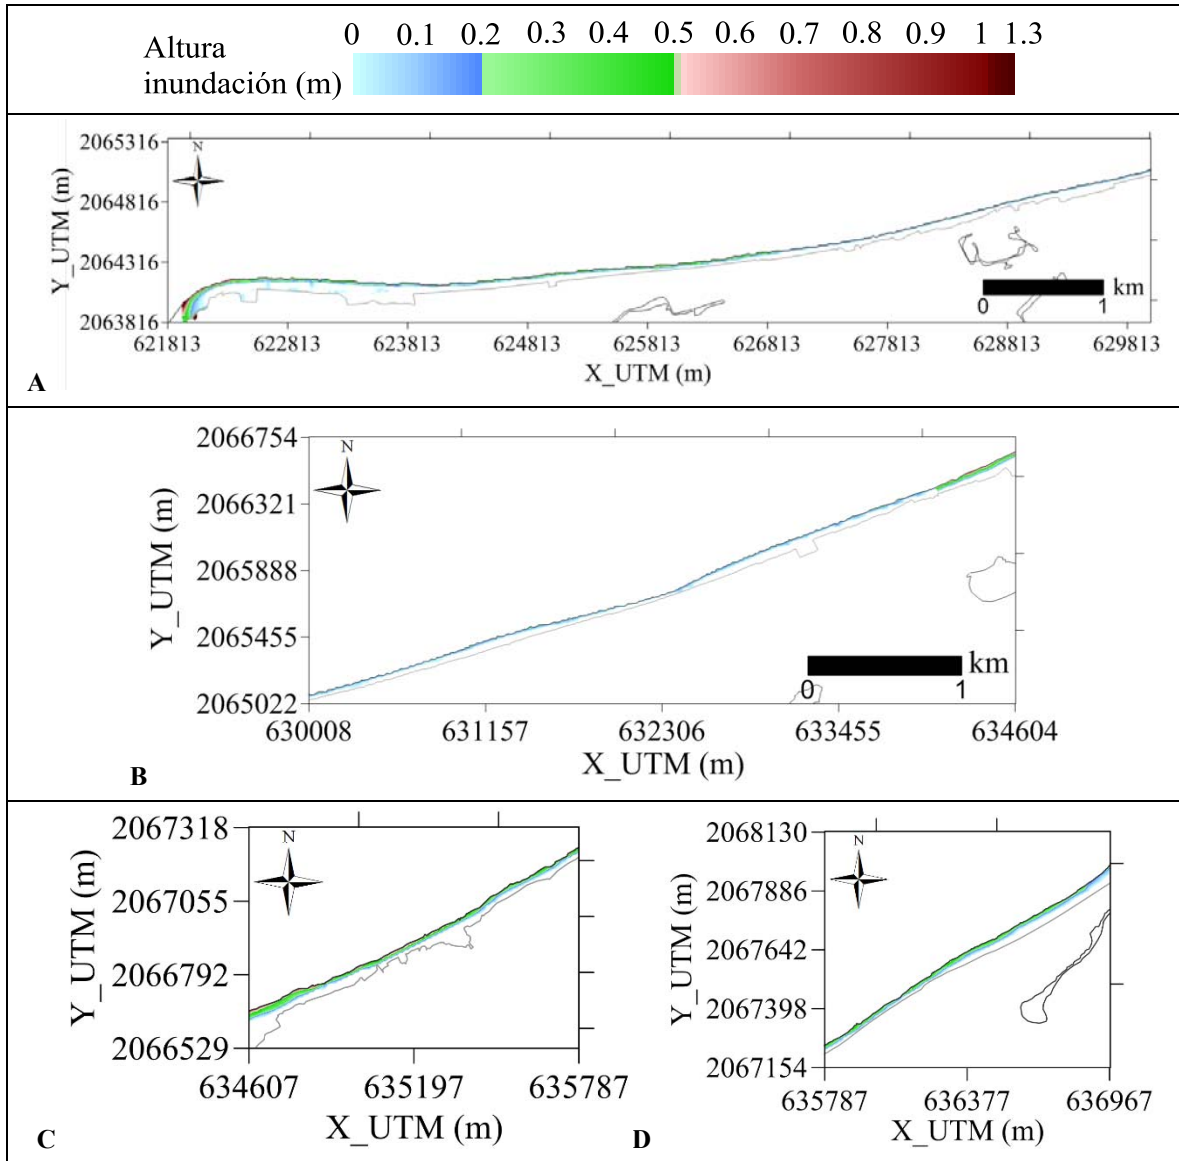 Altura
inundación (m)
0 0.1 0.2 0.3 0.4 0.5 0.6 0.7 0.8 0.9 1 1.3
2065316
2064816
2064316
2063816
Y_UTM (m)
N
km
0 1
621813 622813 623813 624813 625813 626813 627813 628813 629813
X_UTM (m)
A
2066754
2066321
2065888
2065455
2065022
Y_UTM (m)
N
km
0 1
630008 631157 632306 633455 634604
X_UTM (m)
B
2067318
2067055
2066792
2066529
Y_UTM (m)
N
634607 635197 635787
X_UTM (m)
C
2068130
2067886
2067642
2067398
2067154
Y_UTM (m)
N
635787 636377 636967
X_UTM (m)
D